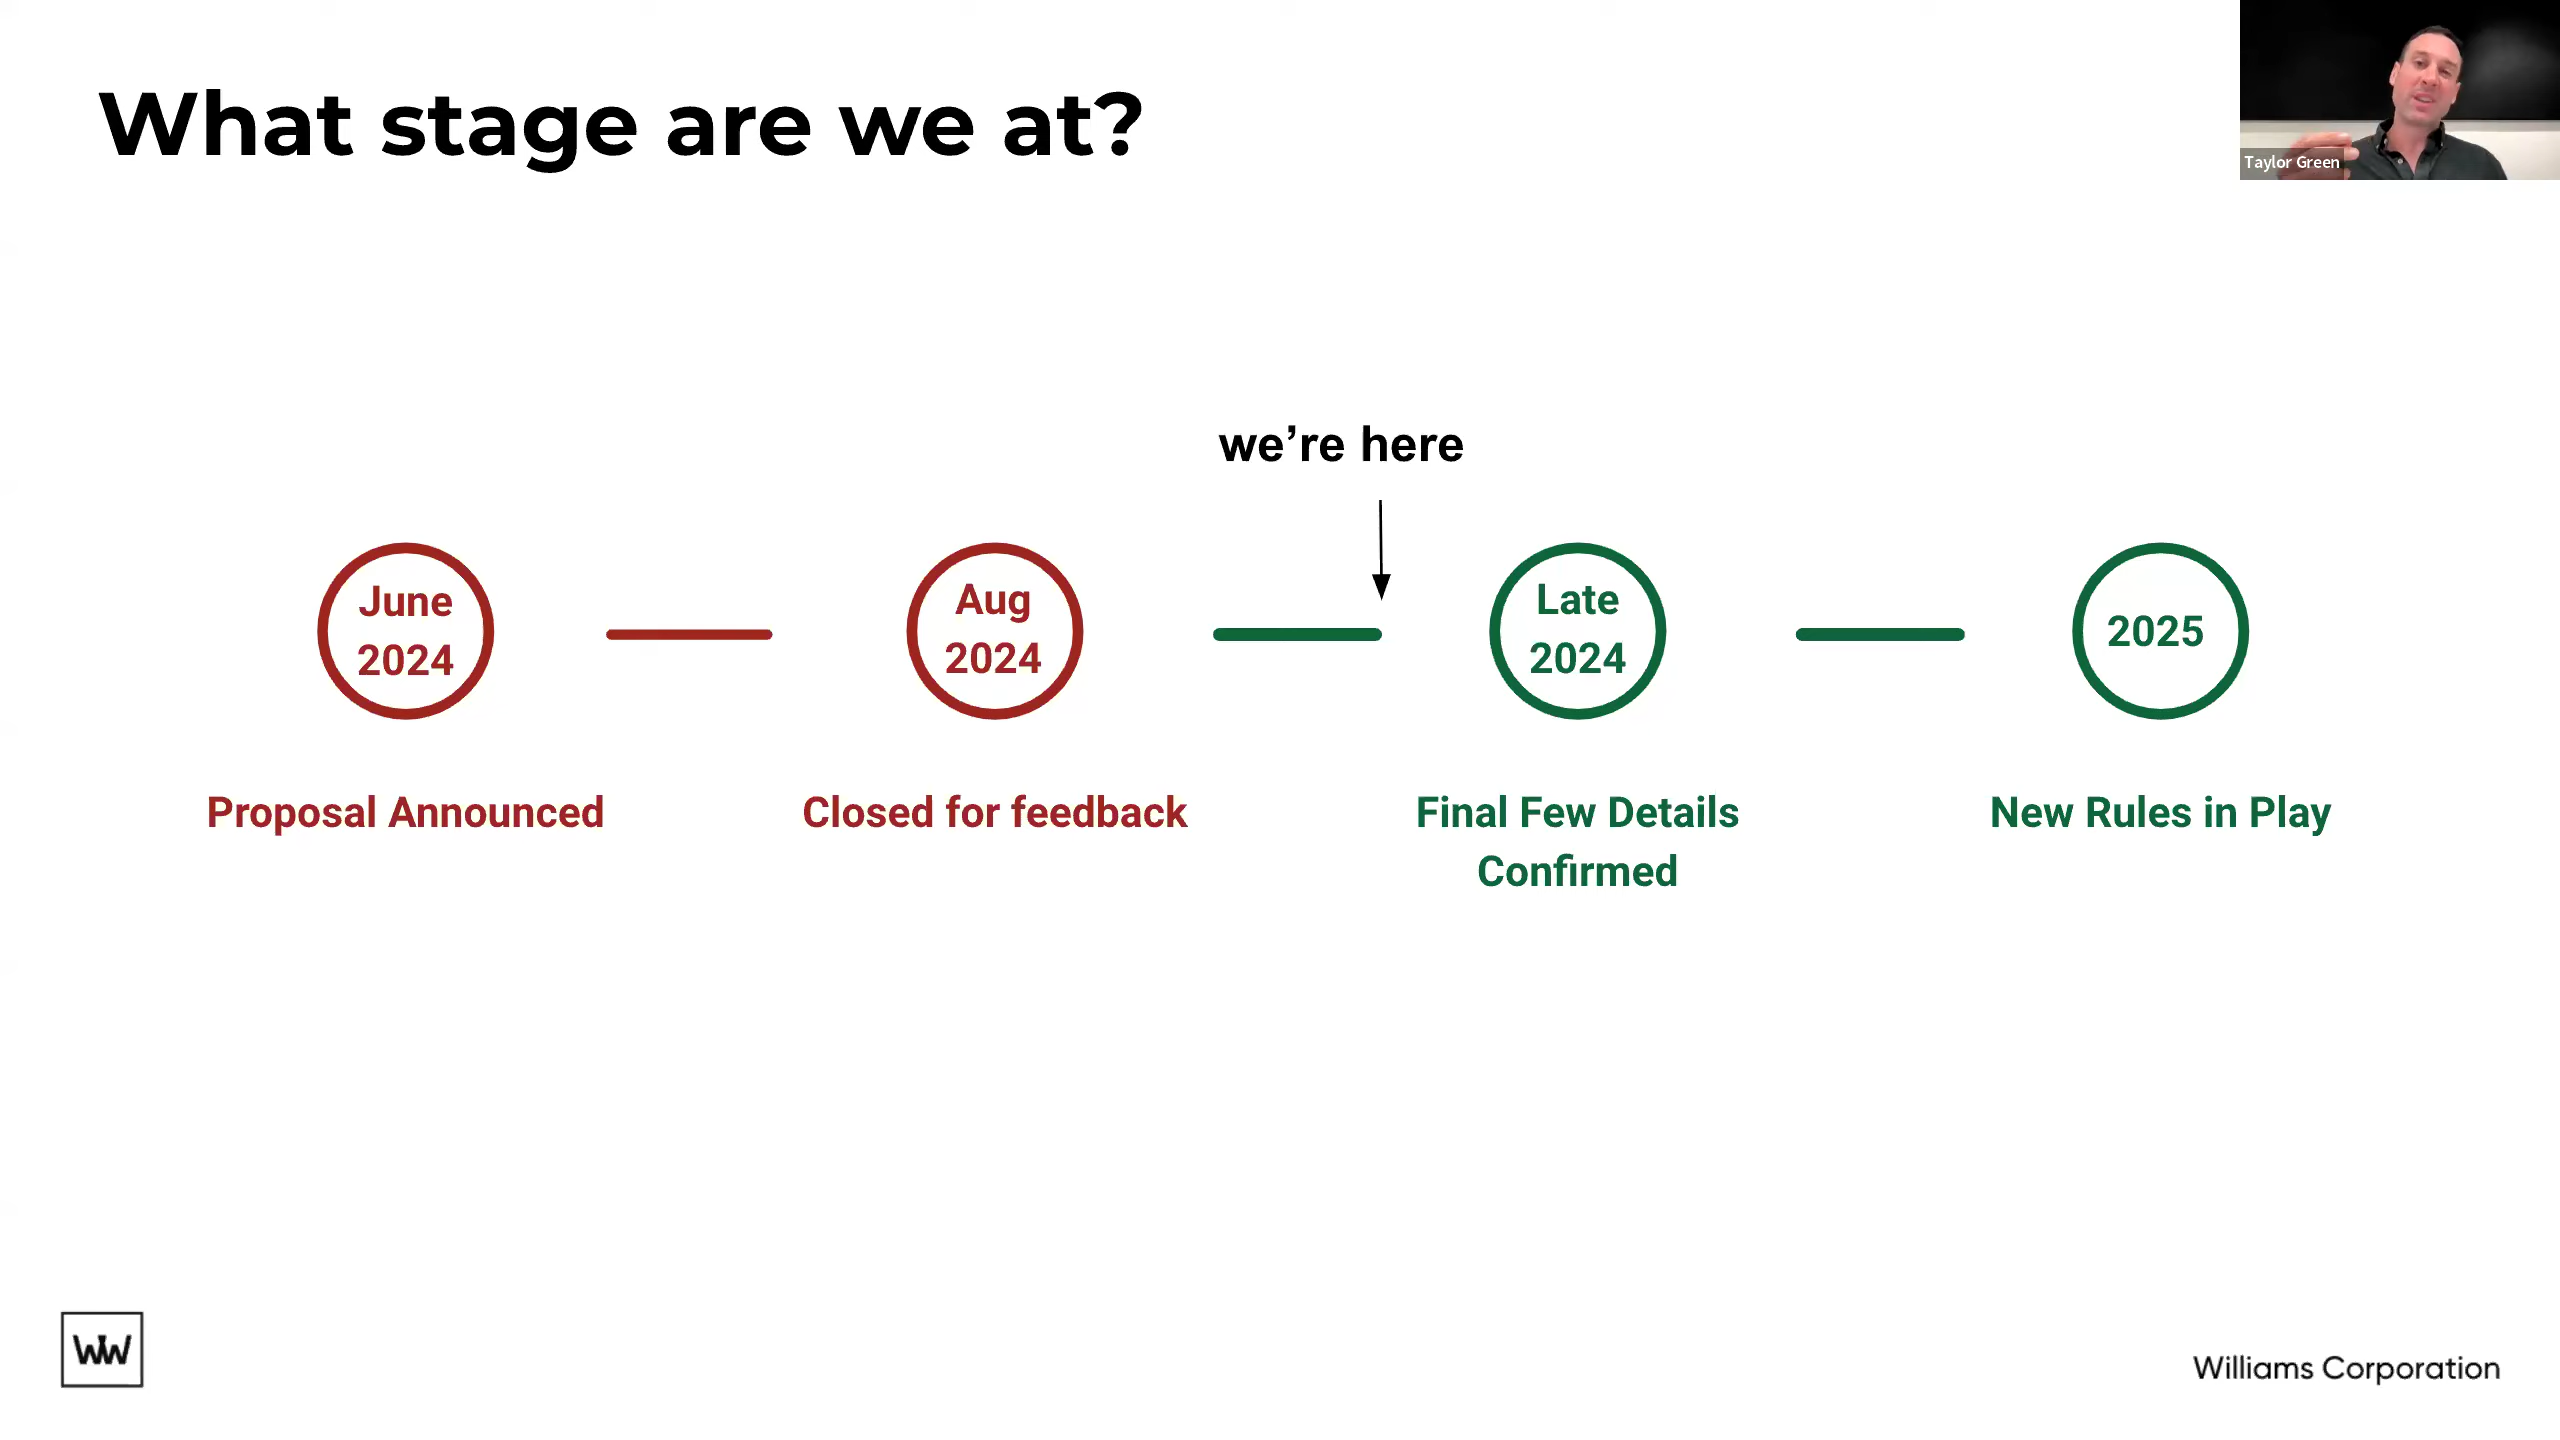 What stage are we at?
Taylor Green
we’re here
June
2024
Aug
2024
Late
2024
2025
Proposal Announced
Closed for feedback
Final Few Details
Confirmed
New Rules in Play
WW
Williams Corporation